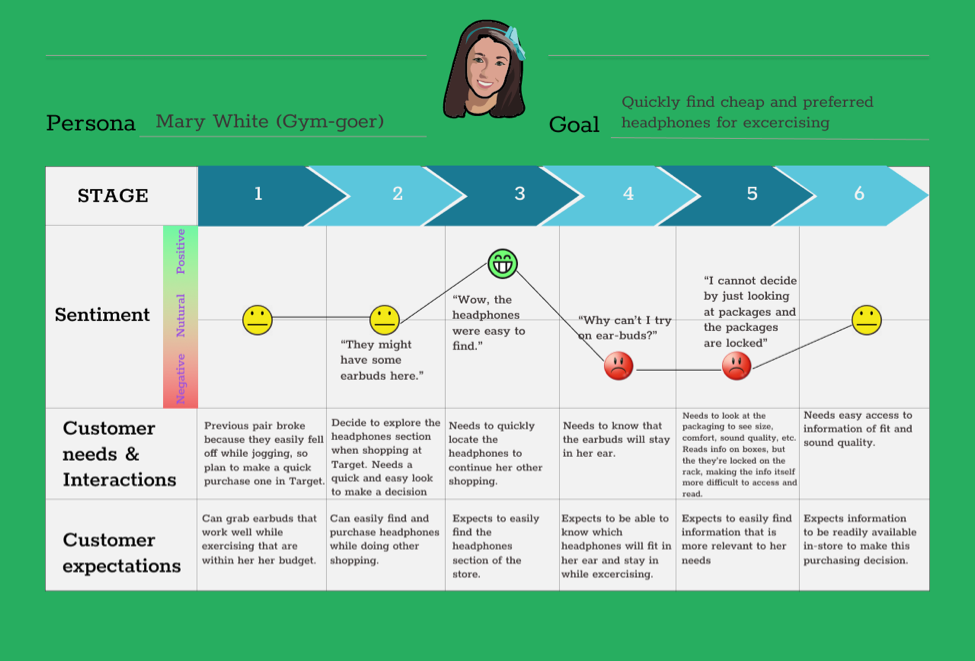 Persona
Mary White (Gym-goer)
Goal
Quickly find cheap and preferred
headphones for excercising
STAGE
1
2
3
4
5
6
Sentiment
Positive
Nutural
Negative
“They might
have some
earbuds here.”
“Wow, the
headphones
were easy to
find.”
“Why can’t I try
on ear-buds?”
“I cannot decide
by just looking
at packages and
the packages
are locked”
Customer
needs &
Interactions
Previous pair broke
because they easily fell
off while jogging, so
plan to make a quick
purchase one in Target.
Decide to explore the
headphones section
when shopping at
Target. Needs a
quick and easy look
to make a decision
Needs to quickly
locate the
headphones to
continue her other
shopping.
Needs to know that
the earbuds will stay
in her ear.
Needs to look at the
packaging to see size,
comfort, sound quality, etc.
Reads info on boxes, but
the they’re locked on the
rack, making the info itself
more difficult to access and
read.
Needs easy access to
information of fit and
sound quality.
Customer
expectations
Can grab earbuds that
work well while
exercising that are
within her her budget.
Can easily find and
purchase headphones
while doing other
shopping.
Expects to easily
find the
headphones
section of the
store.
Expects to be able to
know which
headphones will fit in
her ear and stay in
while excercising.
Expects to easily find
information that is
more relevant to her
needs
Expects information
to be readily available
in-store to make this
purchasing decision.